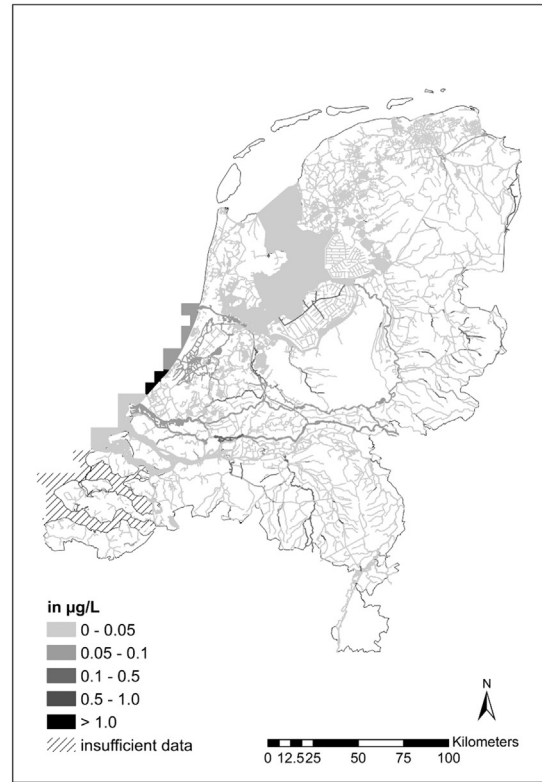 in µg/L
0 - 0.05
0.05 - 0.1
0.1 - 0.5
0.5 - 1.0
> 1.0
insufficient data
N
Kilometers
0 12.525 50 75 100